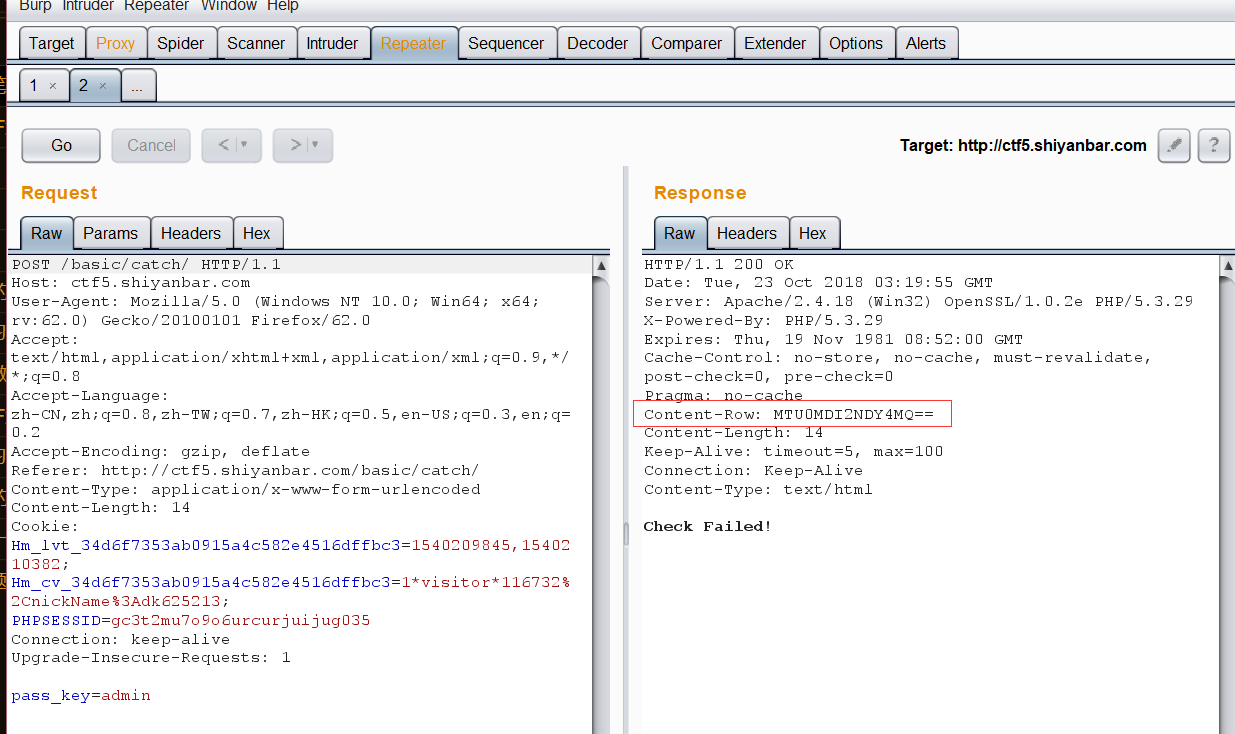 Burp Intruder Repeater Window Help
Target Proxy Spider Scanner Intruder Repeater Sequencer Decoder Comparer Extender Options Alerts
1 × 2 × ...
Go Cancel < ▼ > ▼ Target: http://ctf5.shiyanbar.com ?
Request
Raw Params Headers Hex
POST /basic/catch/ HTTP/1.1
Host: ctf5.shiyanbar.com
User-Agent: Mozilla/5.0 (Windows NT 10.0; Win64; x64;
rv:62.0) Gecko/20100101 Firefox/62.0
Accept:
text/html,application/xhtml+xml,application/xml;q=0.9,*/
*;q=0.8
Accept-Language:
zh-CN,zh;q=0.8,zh-TW;q=0.7,zh-HK;q=0.5,en-US;q=0.3,en;q=
0.2
Accept-Encoding: gzip, deflate
Referer: http://ctf5.shiyanbar.com/basic/catch/
Content-Type: application/x-www-form-urlencoded
Content-Length: 14
Cookie:
Hm_lvt_34d6f7353ab0915a4c582e4516dffbc3=1540209845,15402
10382;
Hm_cv_34d6f7353ab0915a4c582e4516dffbc3=1*visitor*116732%
2CnickName%3Adk625213;
PHPSESSID=gc3t2mu7o9o6urcurjuijug035
Connection: keep-alive
Upgrade-Insecure-Requests: 1
pass_key=admin
Response
Raw Headers Hex
HTTP/1.1 200 OK
Date: Tue, 23 Oct 2018 03:19:55 GMT
Server: Apache/2.4.18 (Win32) OpenSSL/1.0.2e PHP/5.3.29
X-Powered-By: PHP/5.3.29
Expires: Thu, 19 Nov 1981 08:52:00 GMT
Cache-Control: no-store, no-cache, must-revalidate,
post-check=0, pre-check=0
Pragma: no-cache
Content-Row: MTU0MDI2NDY4MQ==
Content-Length: 14
Keep-Alive: timeout=5, max=100
Connection: Keep-Alive
Content-Type: text/html
Check Failed!